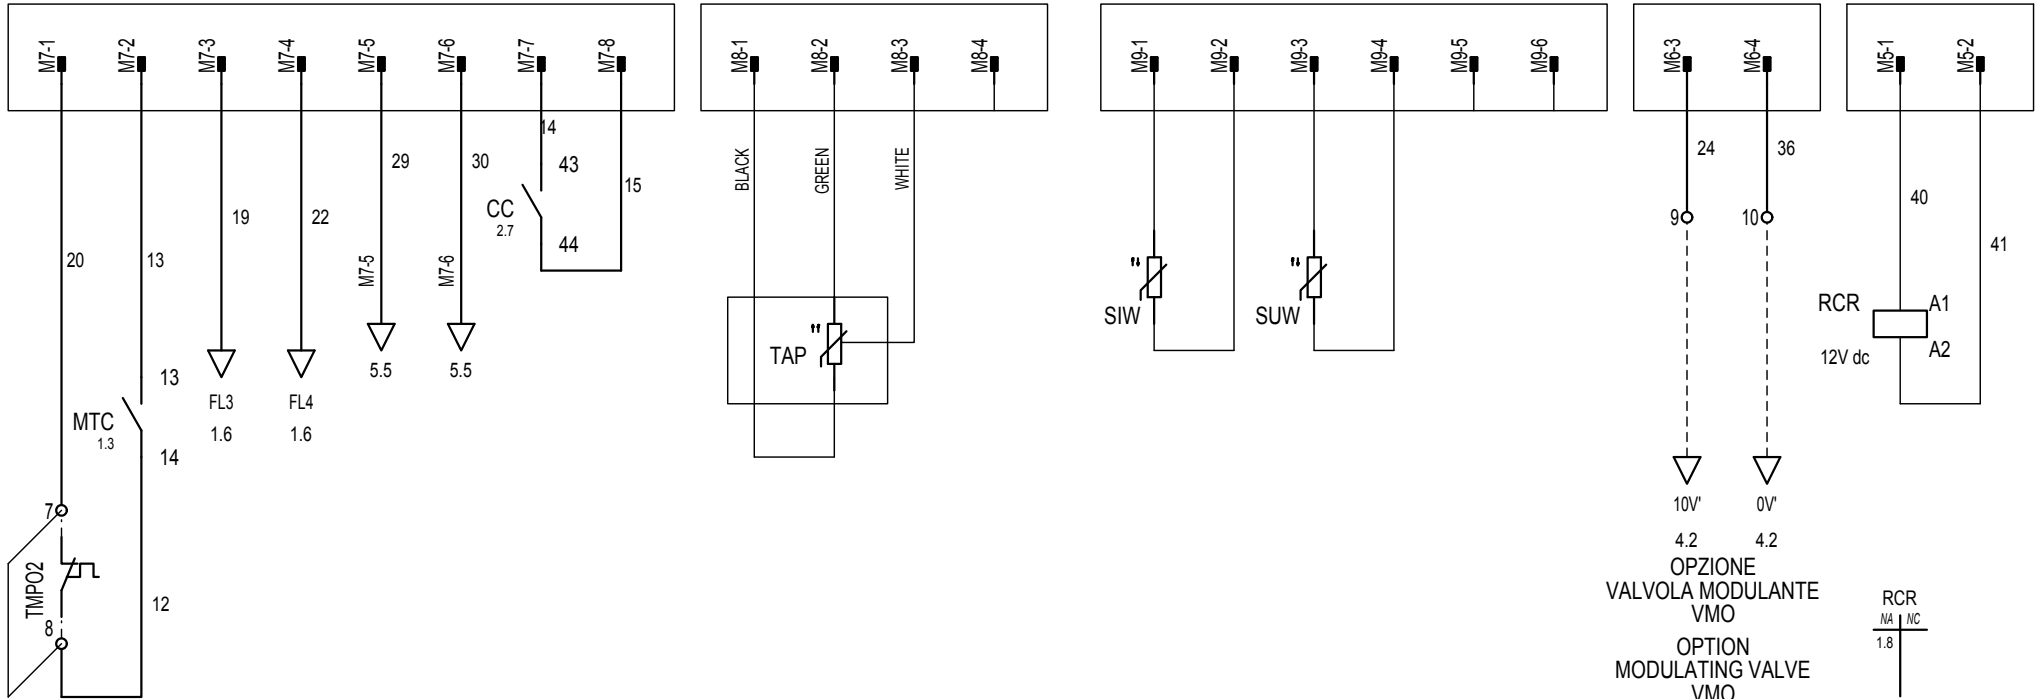 M7-1 M7-2 M7-3 M7-4 M7-5 M7-6 M7-7 M7-8 M8-1 M8-2 M8-3 M8-4 M9-1 M9-2 M9-3 M9-4 M9-5 M9-6 M6-3 M6-4 M5-1 M5-2
14
BLACK GREEN WHITE
24 36
29 30 43
15
40
CC
2.7
19 22
9 10
44
41
20 13
M7-5 M7-6
SIW SUW
RCR A1
12V dc A2
TAP
5.5 5.5
13
FL3 FL4
1.6 1.6
MTC
1.3
14
7
10V' 0V'
4.2 4.2
OPZIONE
VALVOLA MODULANTE
VMO
TMPO2
12
8
RCR
NA NC
1.8
OPTION
MODULATING VALVE
VMO